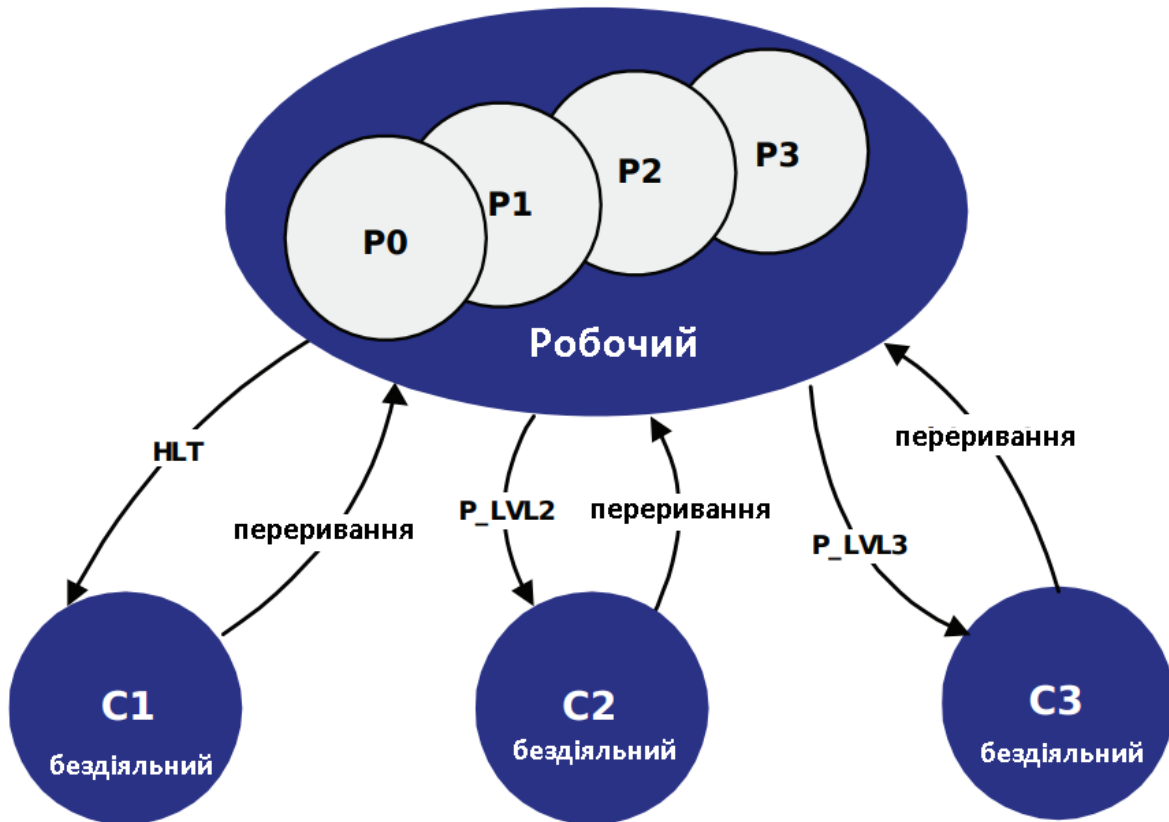 P0
P1
P2
P3
Робочий
HLT
переривання
P_LVL2
переривання
P_LVL3
переривання
C1
бездіяльний
C2
бездіяльний
C3
бездіяльний